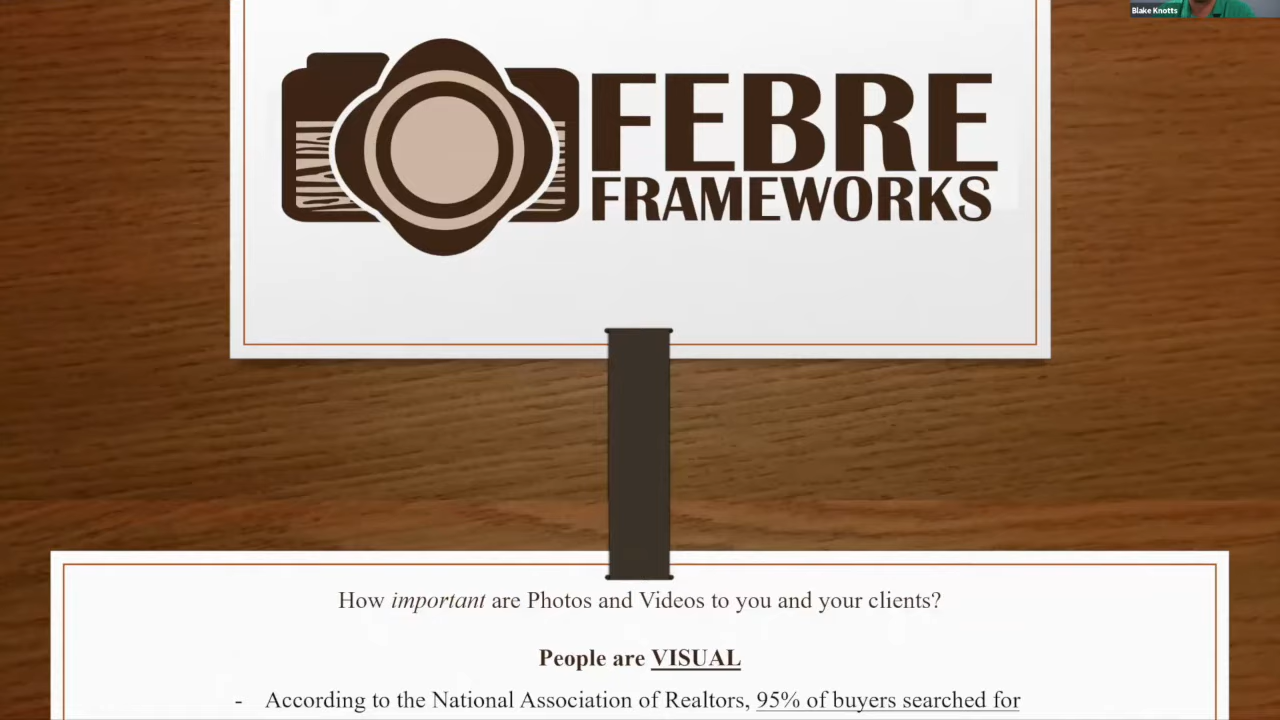 Blake Knotts
FEBRE
FRAMEWORKS
How important are Photos and Videos to you and your clients?
People are VISUAL
- According to the National Association of Realtors, 95% of buyers searched for